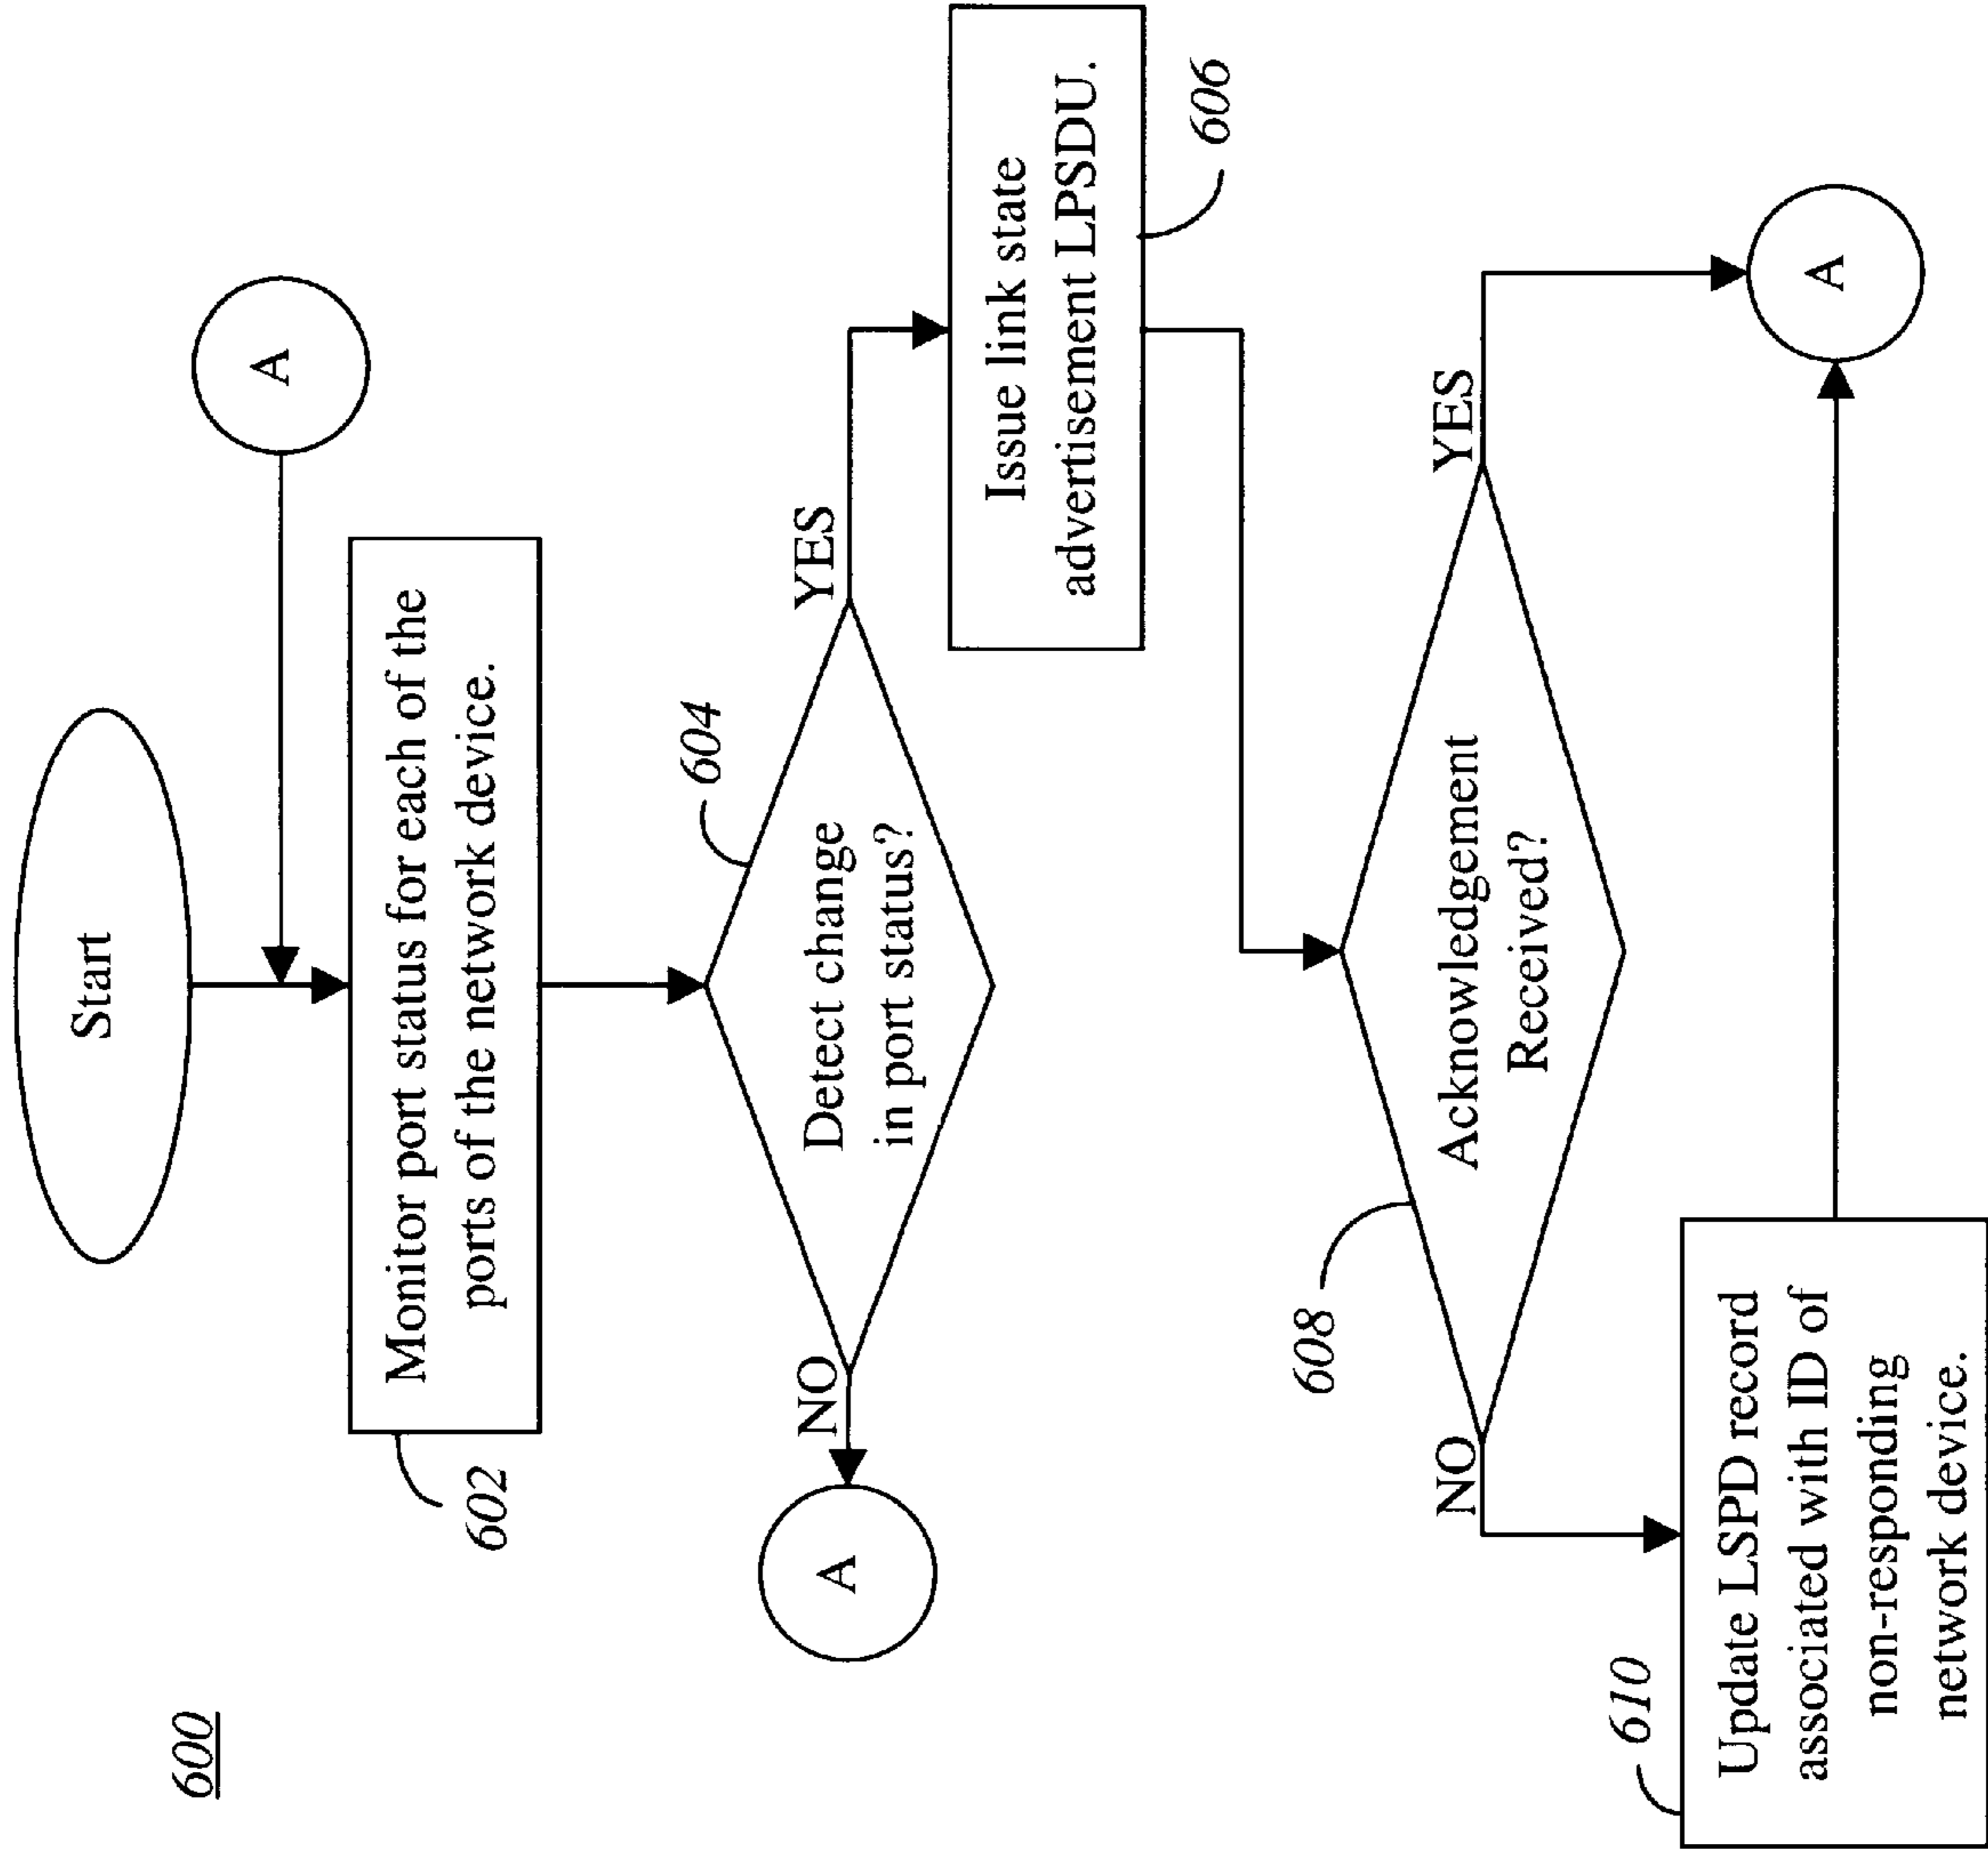 600
Start
A
Monitor port status for each of the
ports of the network device.
602
604
Detect change
in port status?
NO
YES
A
Issue link state
advertisement LPSDU.
606
608
Acknowledgement
Received?
NO
YES
610
Update LSPD record
associated with ID of
non-responding
network device.
A